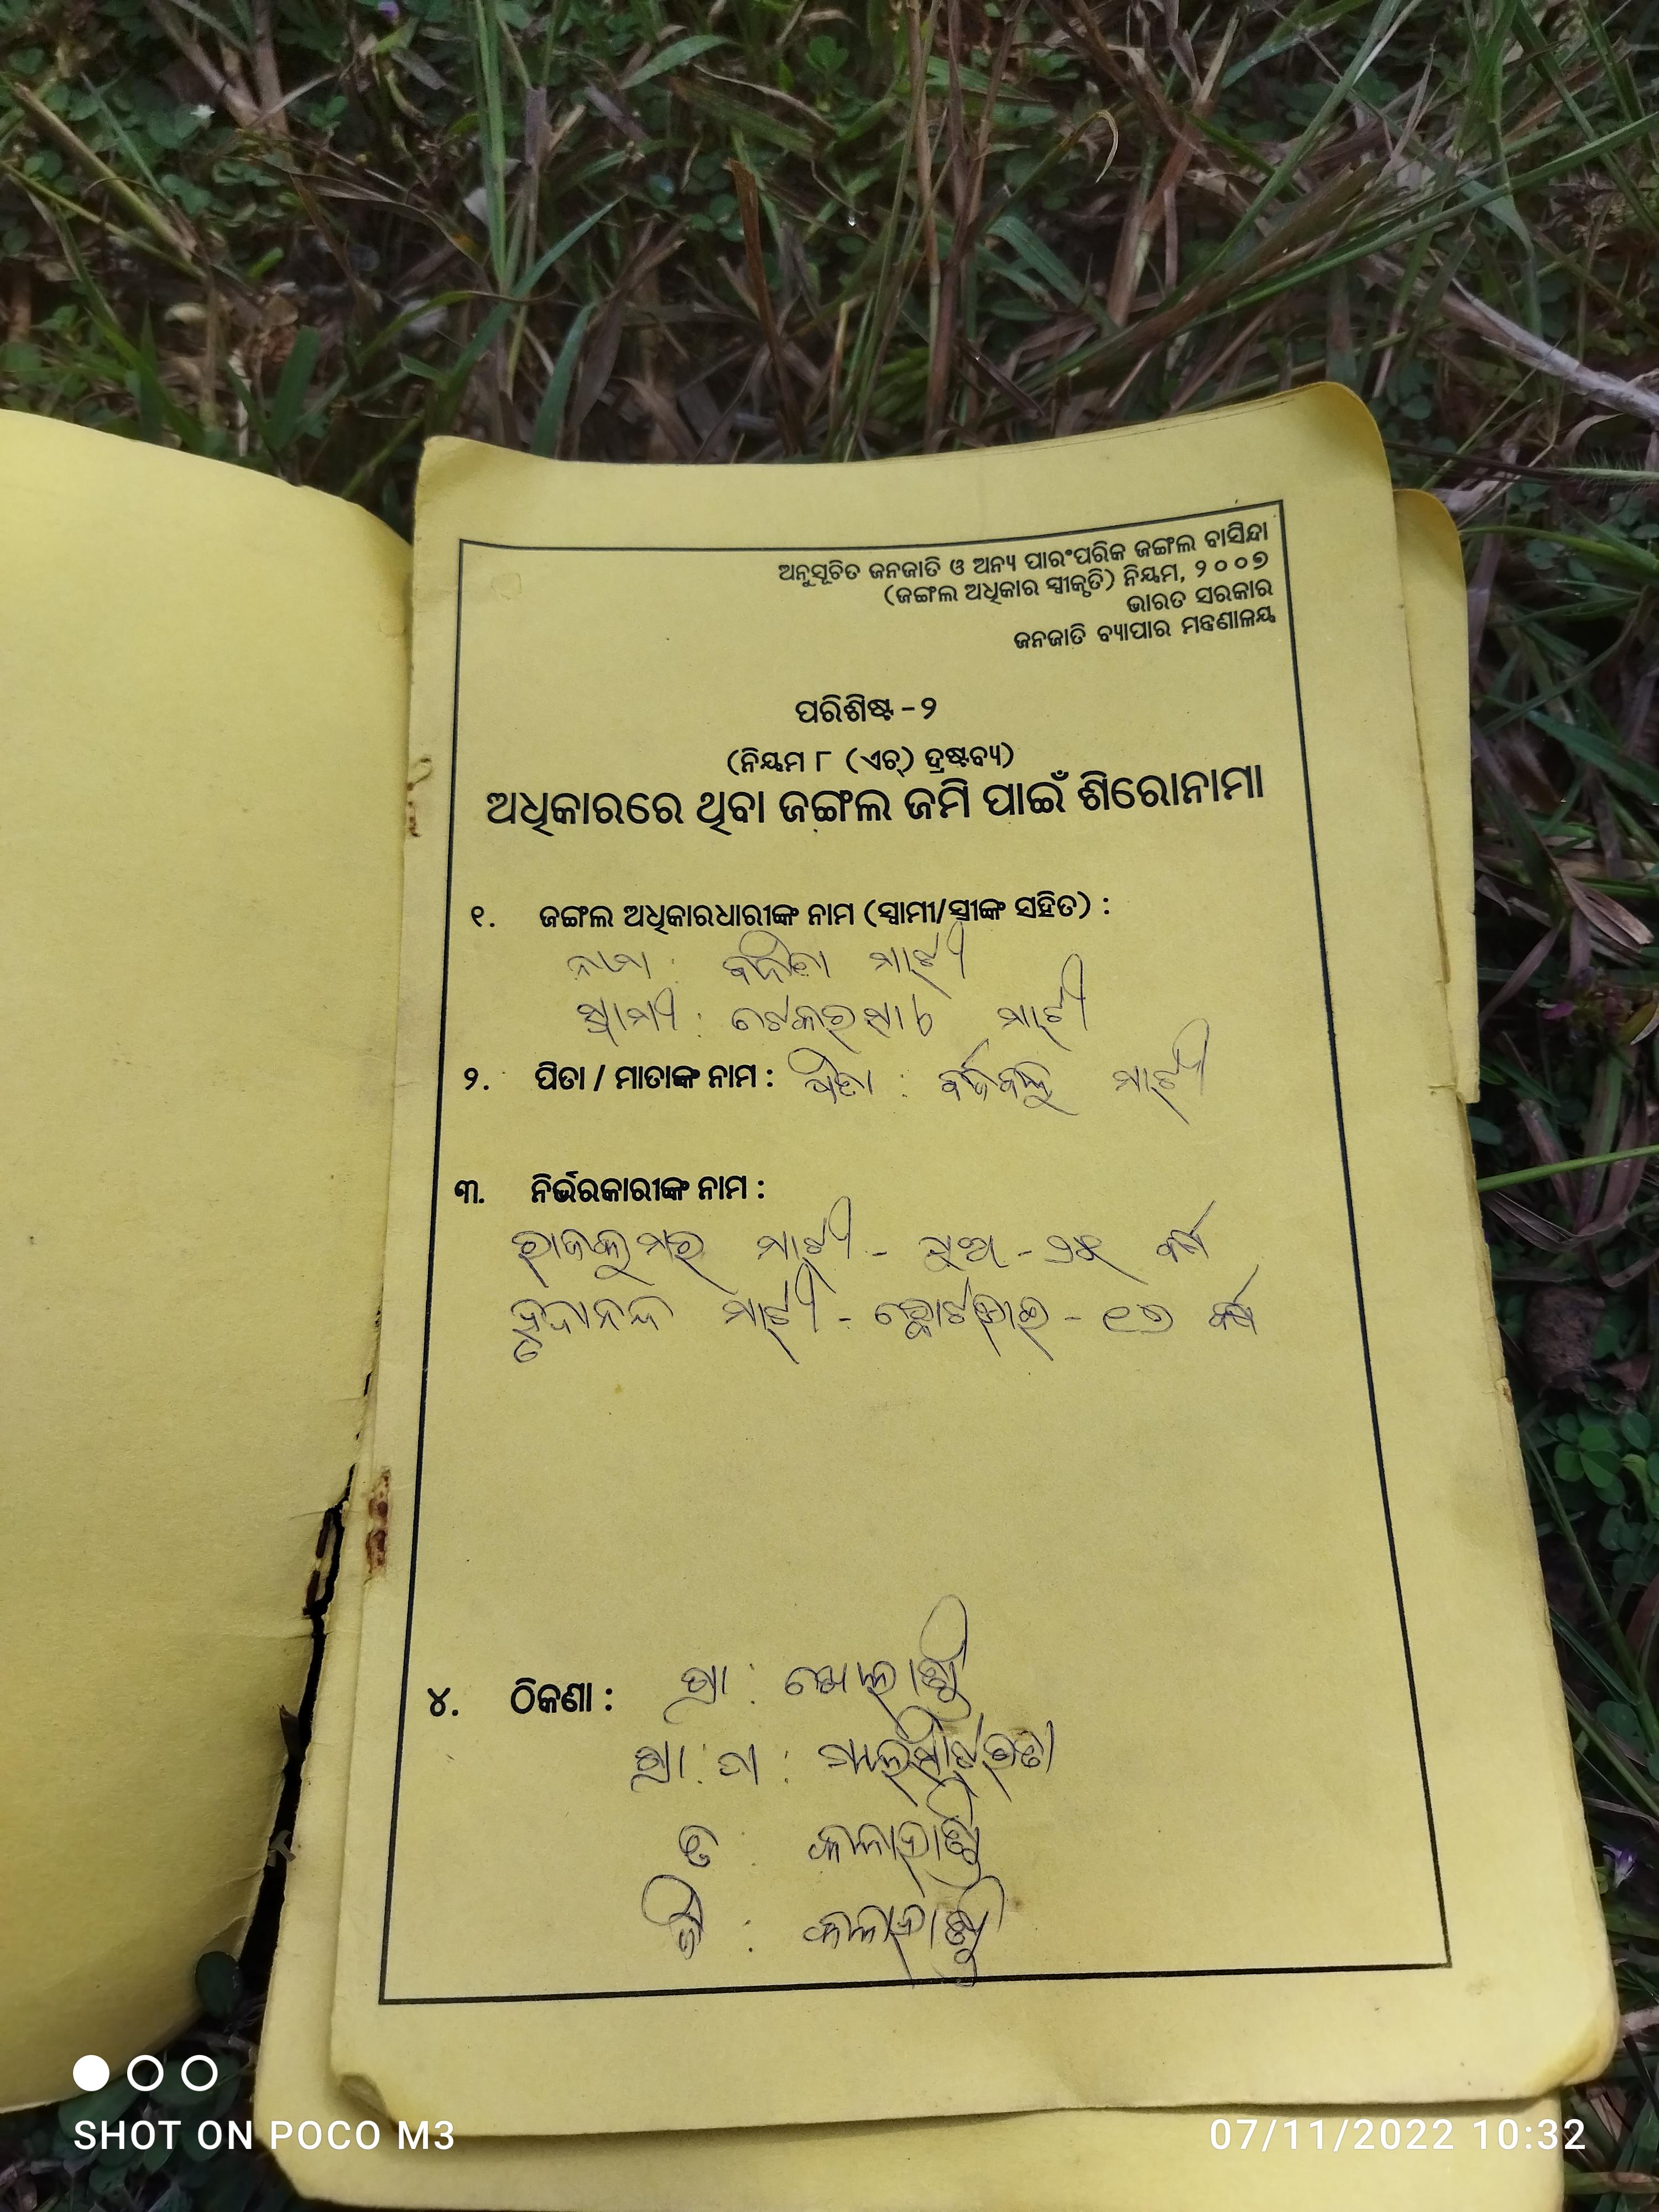 ଅନୁସୂଚିତ ଜନଜାତି ଓ ଅନ୍ୟ ପାରଂପରିକ ଜଙ୍ଗଲ ବାସିନ୍ଦା
(ଜଙ୍ଗଲ ଅଧିକାର ସ୍ୱୀକୃତି) ନିୟମ, ୨୦୦୭
ଭାରତ ସରକାର
ଜନଜାତି ବ୍ୟାପାର ମନ୍ତ୍ରଣାଳୟ
ପରିଶିଷ୍ଟ -୨
(ନିୟମ ୮ (ଏଚ୍) ଦ୍ରଷ୍ଟବ୍ୟ)
ଅଧିକାରରେ ଥିବା ଜଙ୍ଗଲ ଜମି ପାଇଁ ଶିରୋନାମା
୧. ଜଙ୍ଗଲ ଅଧିକାରଧାରୀଙ୍କ ନାମ (ସ୍ୱାମୀ/ସ୍ତ୍ରୀଙ୍କ ସହିତ) :
ନାମ : ମାଝୀ
ସ୍ୱାମୀ : ମାଝୀ
୨. ପିତା / ମାତାଙ୍କ ନାମ : ପିତା : ମାଝୀ
୩. ନିର୍ଭରକାରୀଙ୍କ ନାମ :
ରାଜକୁମାର ମାଝୀ - ପୁଅ - ବର୍ଷ
ମାଝୀ - - ବର୍ଷ
୪. ଠିକଣା : ଗ୍ରା :
ଗ୍ରା : ପ :
ତ : କଳାହାଣ୍ଡି
ଜି : କଳାହାଣ୍ଡି
SHOT ON POCO M3
07/11/2022 10:32